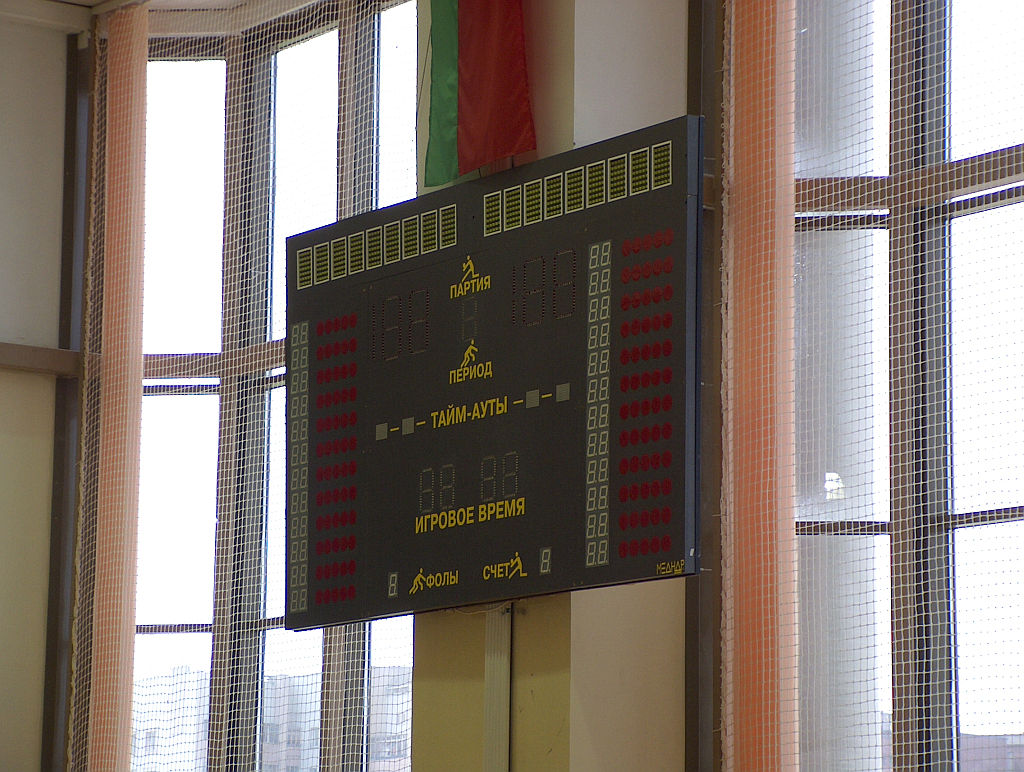 ПАРТИЯ
ПЕРИОД
ТАЙМ-АУТЫ
ИГРОВОЕ ВРЕМЯ
ФОЛЫ СЧЕТ